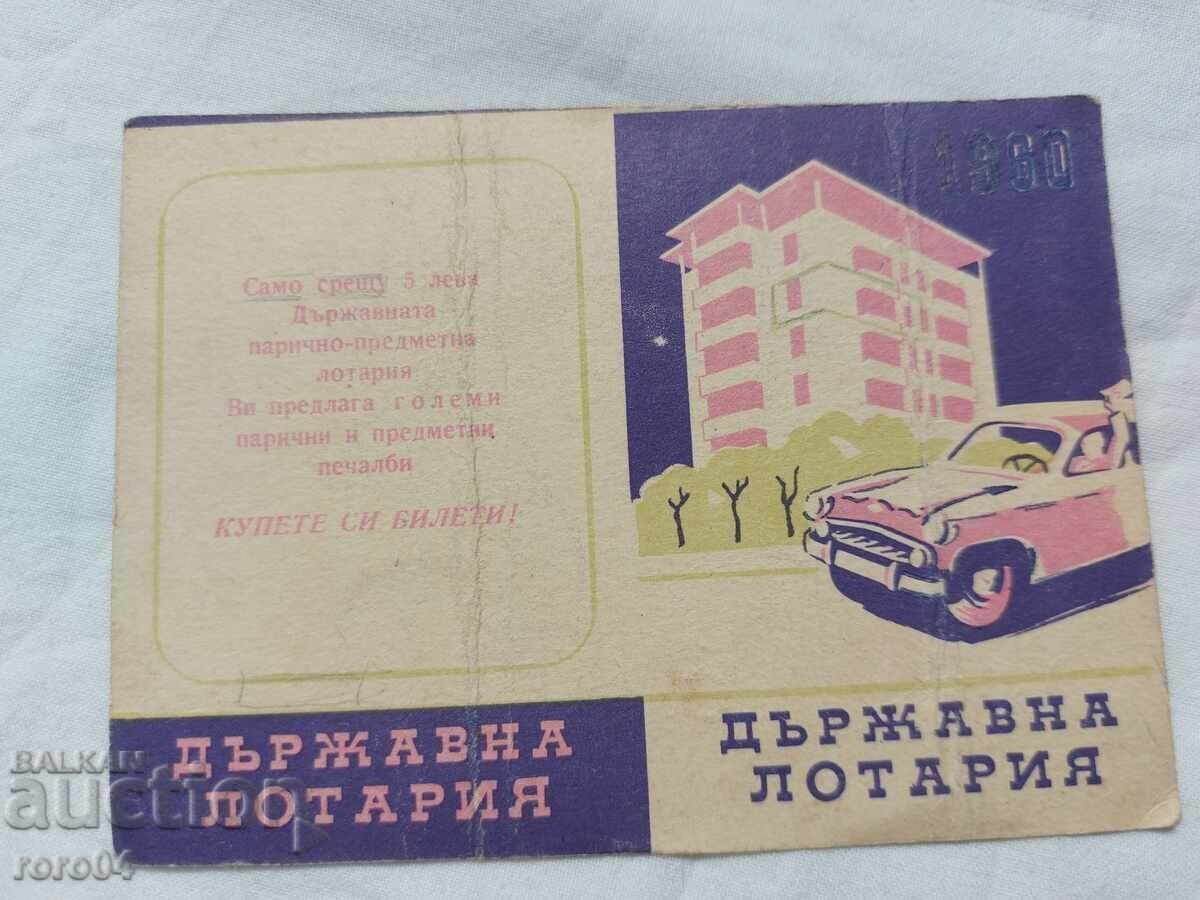 Само срещу 5 лева
Държавната
парично-предметна
лотария
Ви предлага големи
парични и предметни
печалби
КУПЕТЕ СИ БИЛЕТИ!
ДЪРЖАВНА
ЛОТАРИЯ
1960
ДЪРЖАВНА
ЛОТАРИЯ
BALKAN
auction
roro04